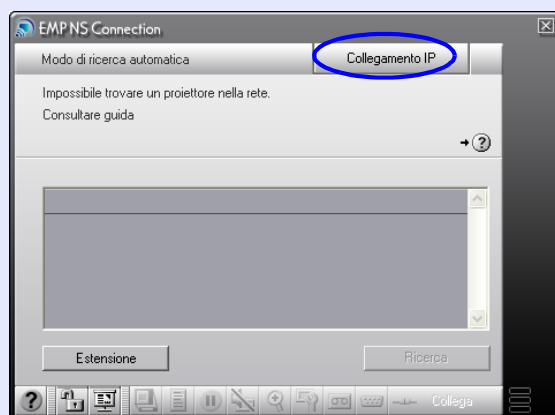 EMP NS Connection
Modo di ricerca automatica
Collegamento IP
Impossibile trovare un proiettore nella rete.
Consultare guida
Estensione
Ricerca
Collega